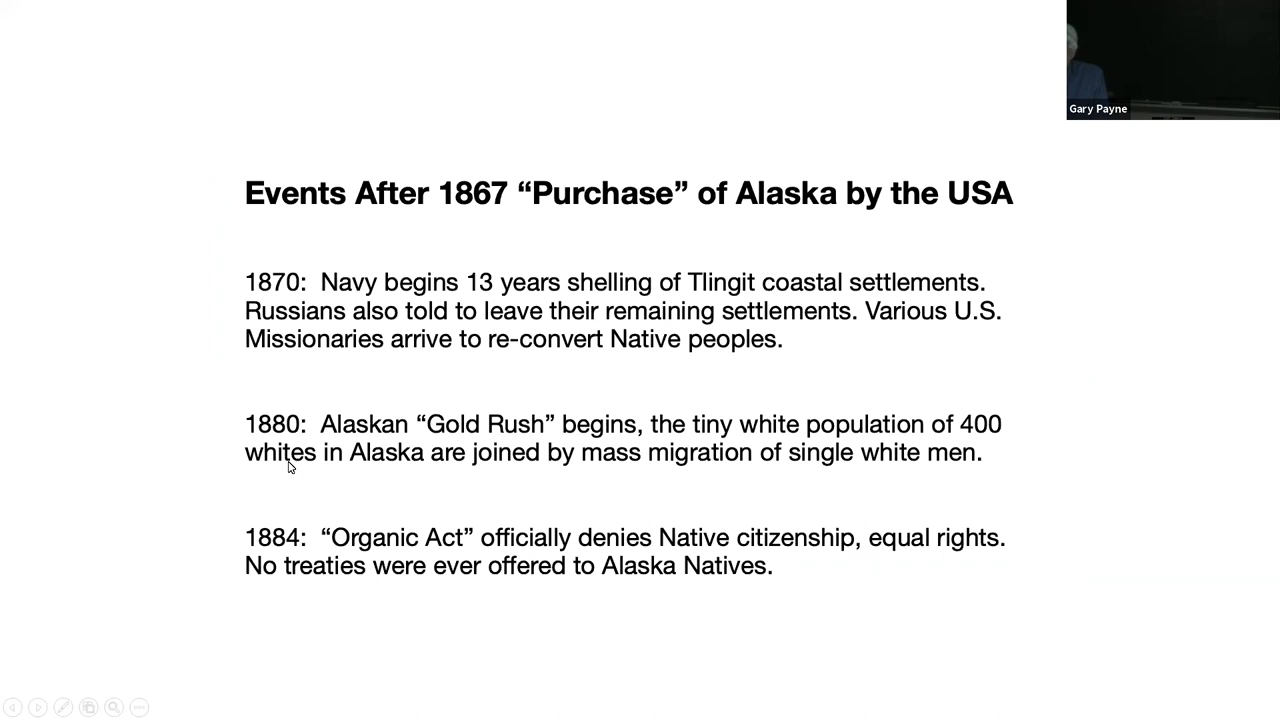 Gary Payne
Events After 1867 “Purchase” of Alaska by the USA
1870:  Navy begins 13 years shelling of Tlingit coastal settlements.
Russians also told to leave their remaining settlements. Various U.S.
Missionaries arrive to re-convert Native peoples.
1880:  Alaskan “Gold Rush” begins, the tiny white population of 400
whites in Alaska are joined by mass migration of single white men.
1884:  “Organic Act” officially denies Native citizenship, equal rights.
No treaties were ever offered to Alaska Natives.